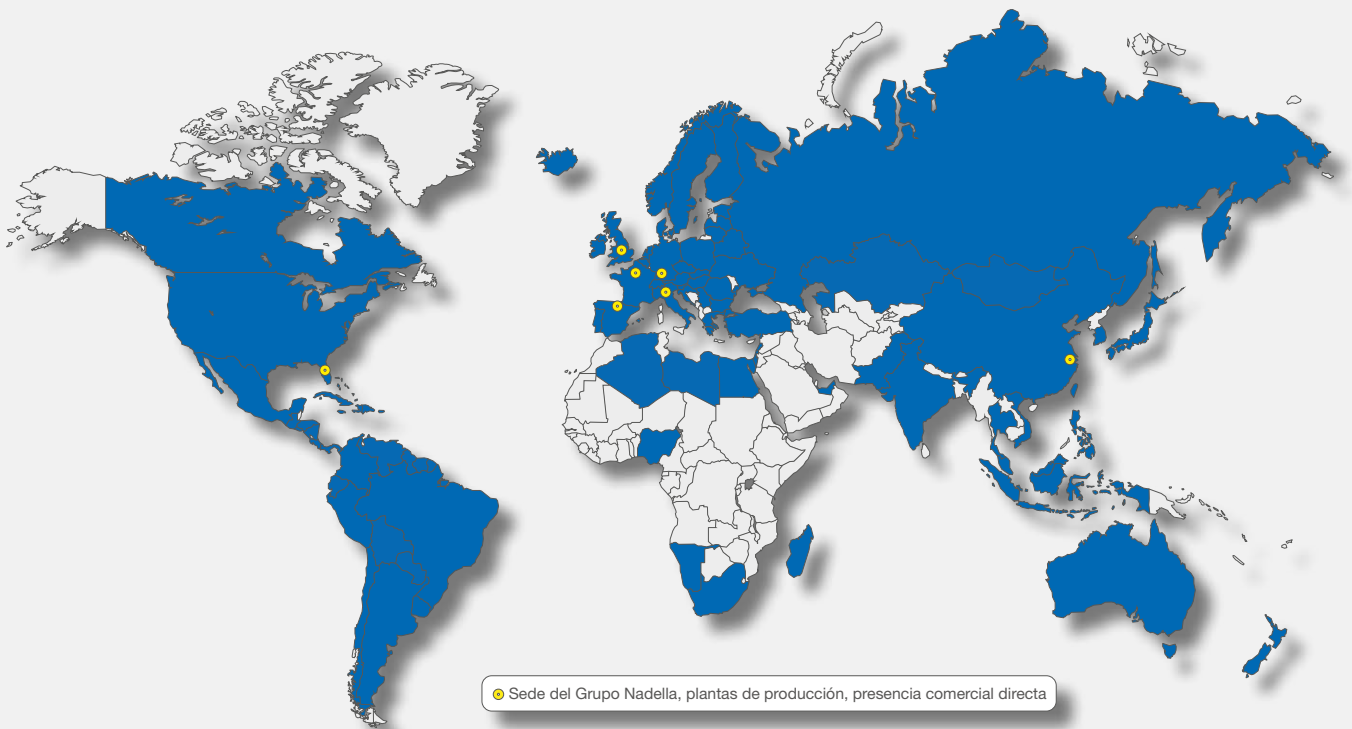 Sede del Grupo Nadella, plantas de producción, presencia comercial directa